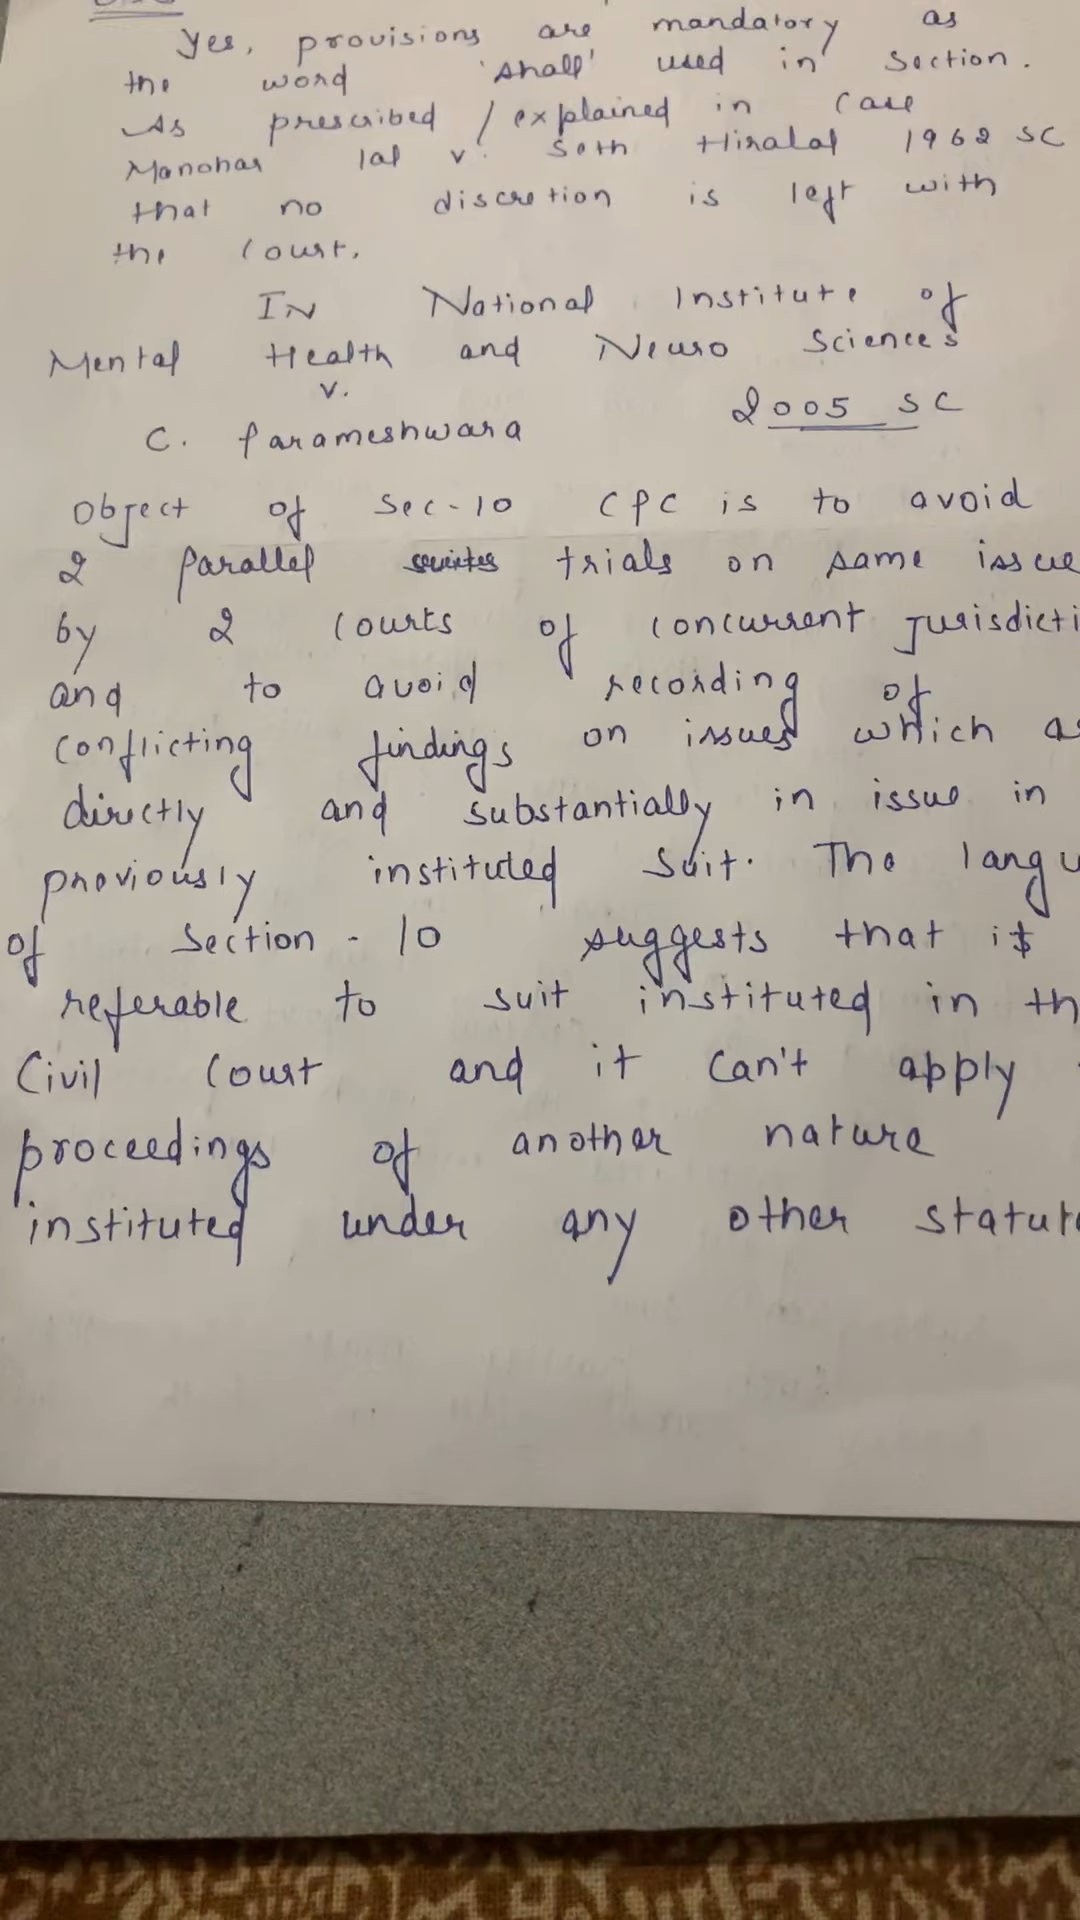 Yes, provisions are mandatory as
the word 'shall' used in section.
As prescribed / explained in case
Manohar lal v. Seth Hiralal 1962 SC
that no discretion is left with
the court.
IN National Institute of
Mental Health and Neuro Sciences
v.
C. Parameshwara 2005 SC
Object of Sec-10 CPC is to avoid
2 parallel trials on same issue
by 2 courts of concurrent jurisdicti
and to avoid recording of
conflicting findings on issues which a
directly and substantially in issue in
previously instituted suit. The langu
of Section-10 suggests that it
referable to suit instituted in th
Civil Court and it can't apply
proceedings of another nature
instituted under any other statute